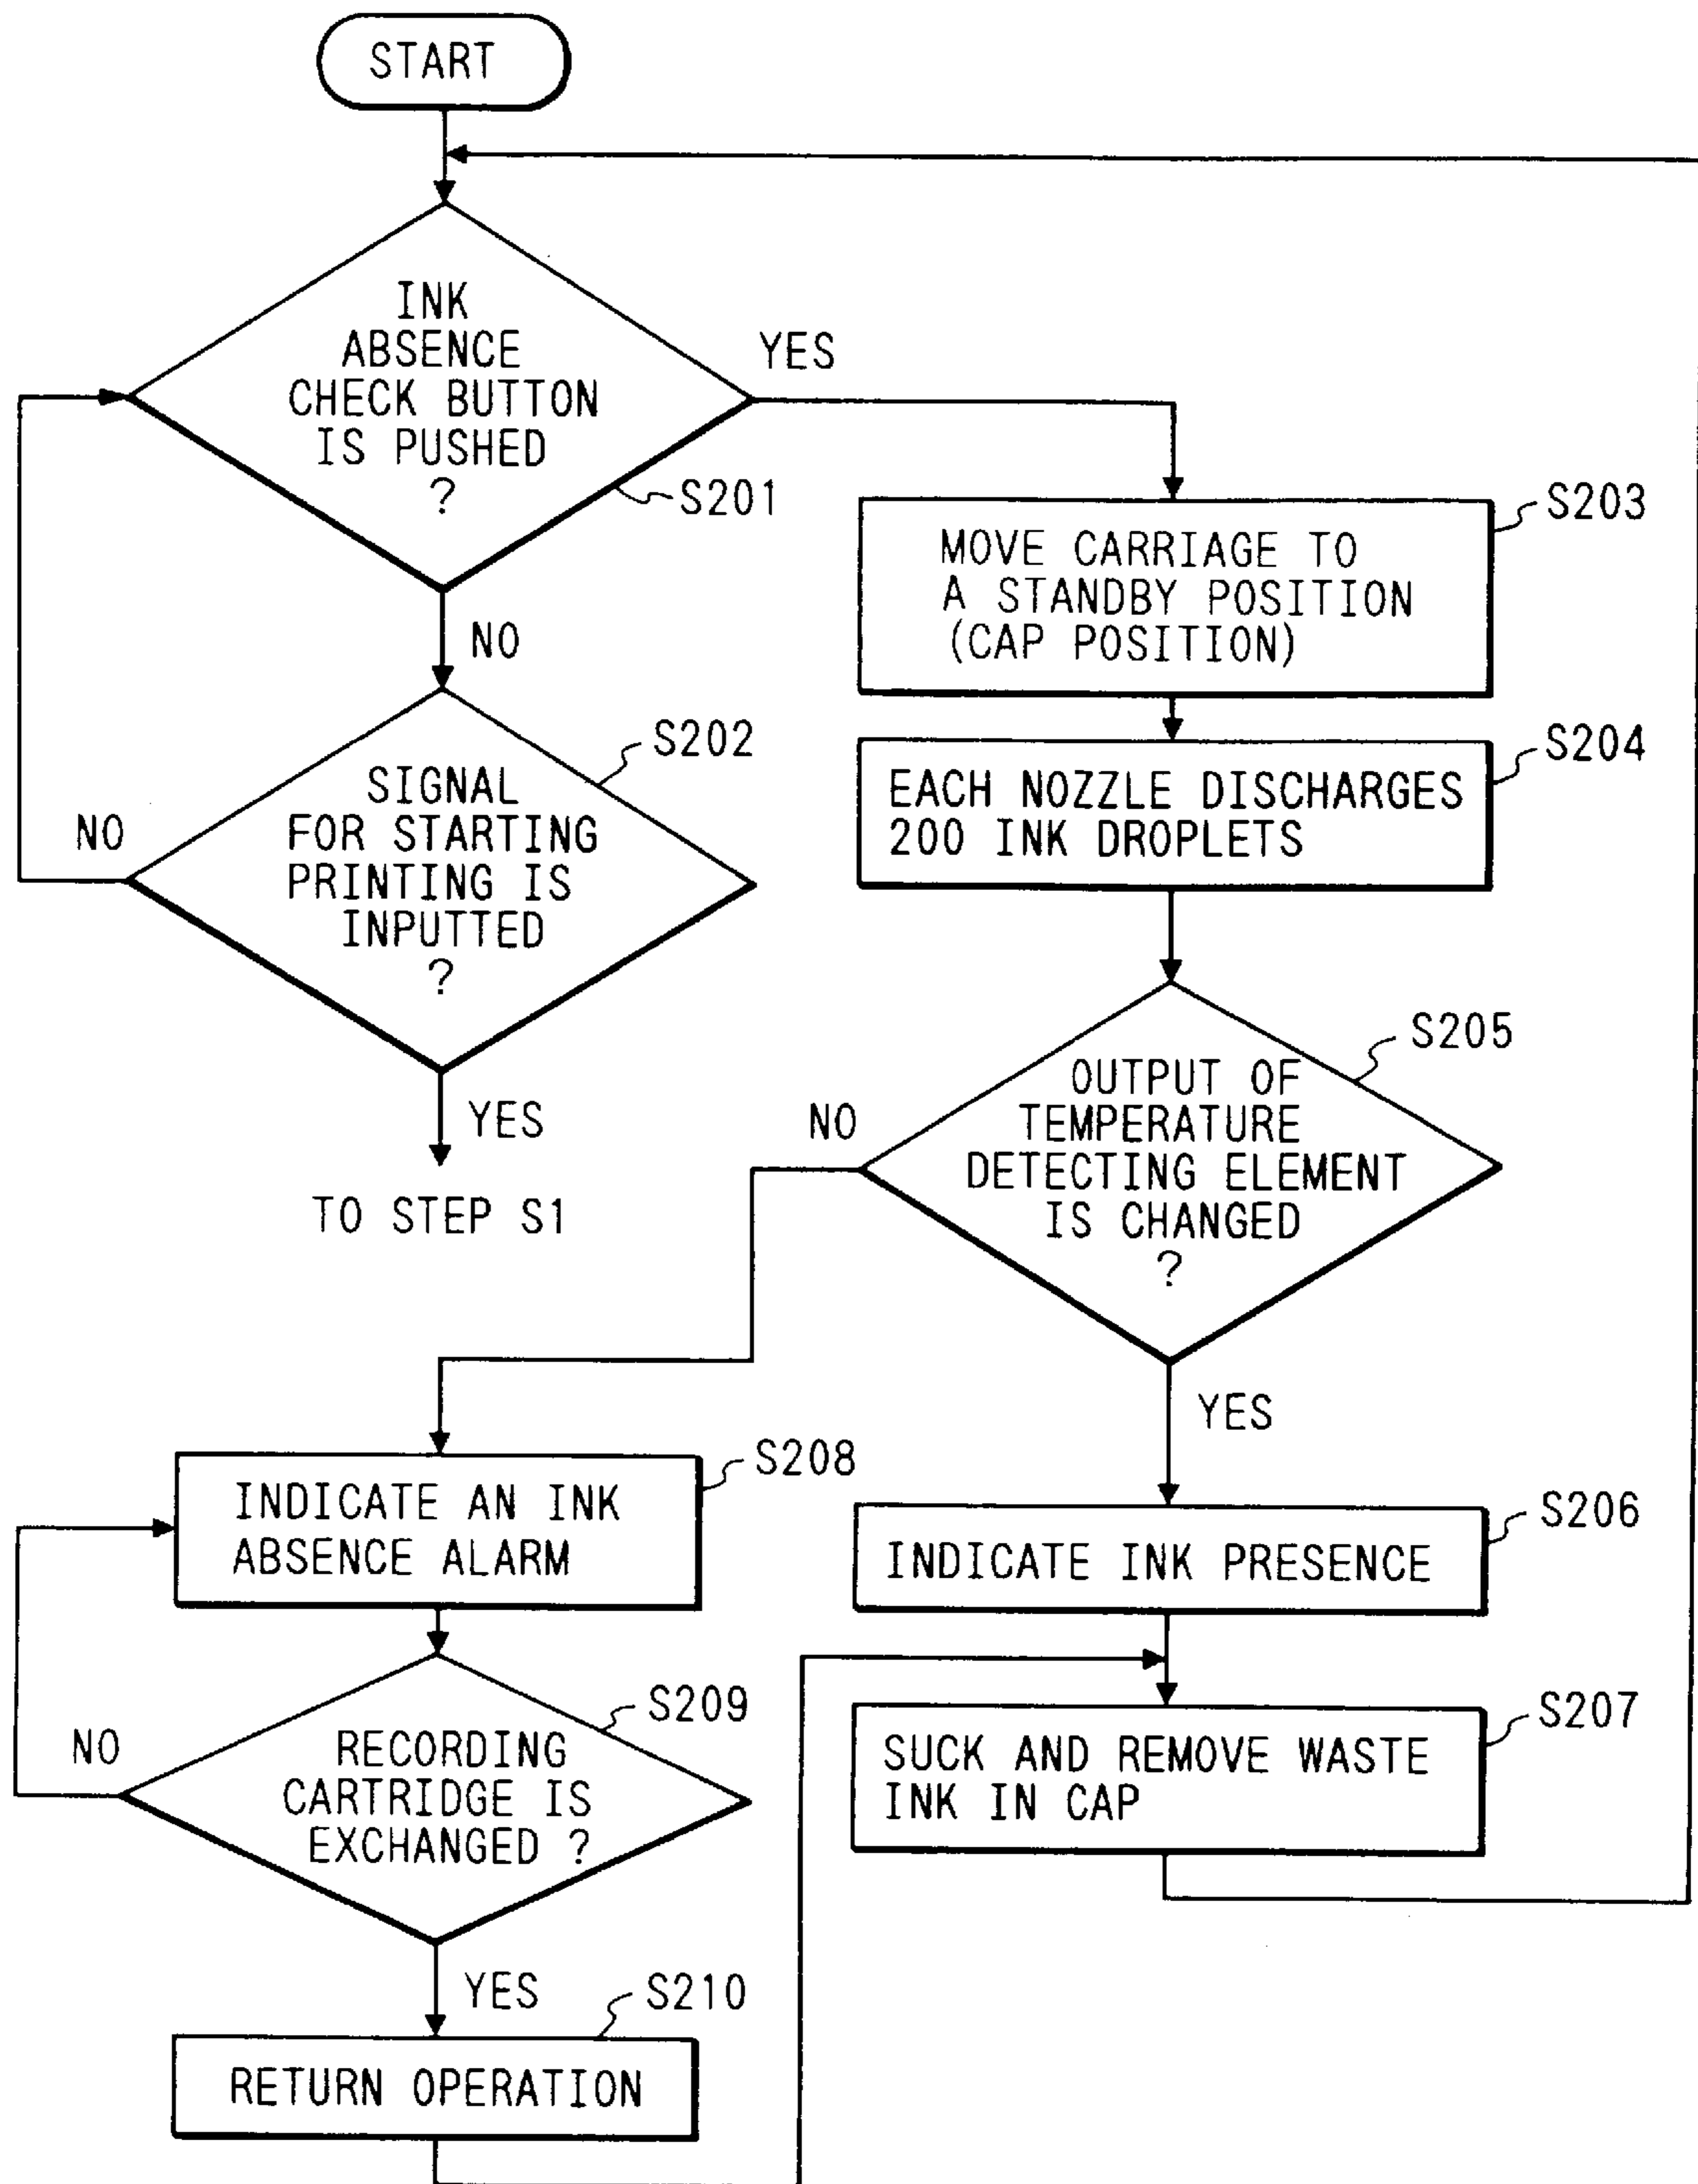 START
INK
ABSENCE
CHECK BUTTON
IS PUSHED
?
YES
S201
NO
S202
SIGNAL
FOR STARTING
PRINTING IS
INPUTTED
?
NO
YES
TO STEP S1
S203
MOVE CARRIAGE TO
A STANDBY POSITION
(CAP POSITION)
S204
EACH NOZZLE DISCHARGES
200 INK DROPLETS
S205
OUTPUT OF
TEMPERATURE
DETECTING ELEMENT
IS CHANGED
?
NO
YES
S206
INDICATE INK PRESENCE
S207
SUCK AND REMOVE WASTE
INK IN CAP
S208
INDICATE AN INK
ABSENCE ALARM
S209
RECORDING
CARTRIDGE IS
EXCHANGED ?
NO
YES
S210
RETURN OPERATION